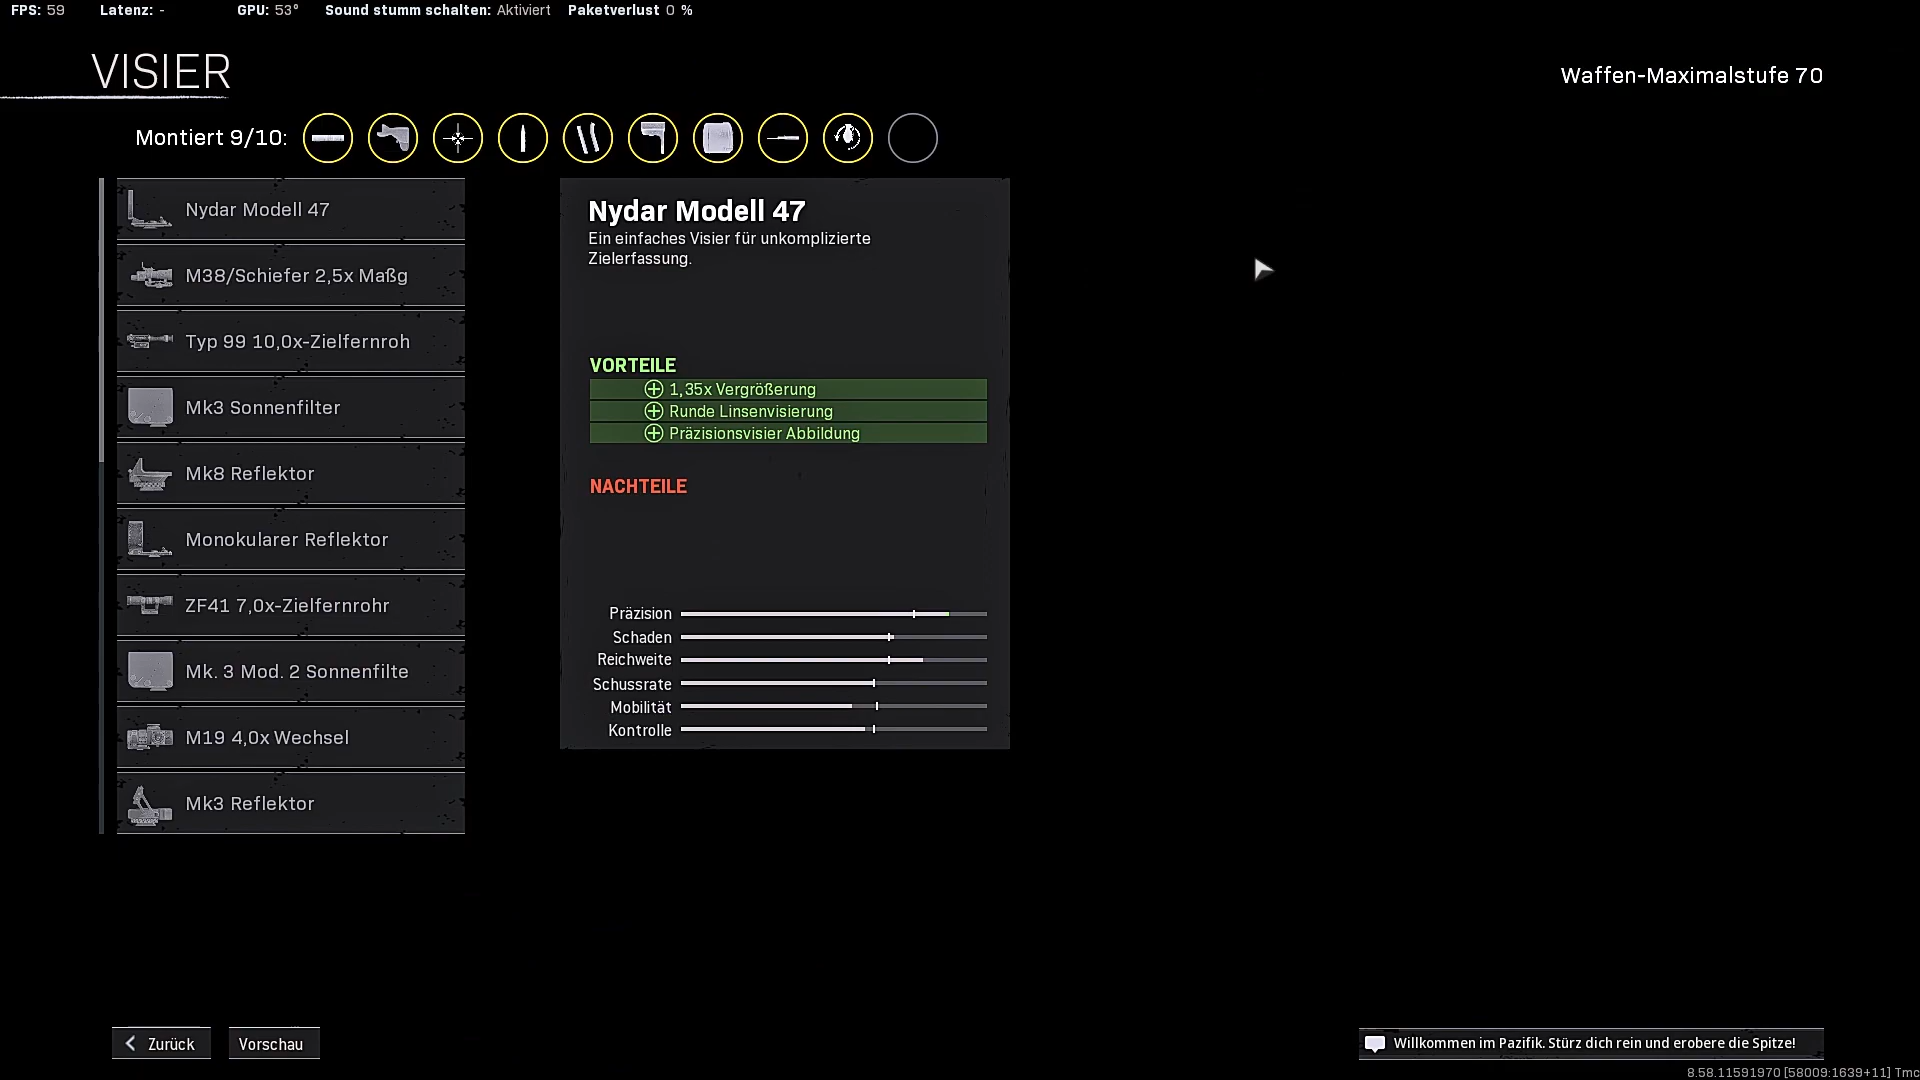 FPS: 59 Latenz: - GPU: 53° Sound stumm schalten: Aktiviert Paketverlust 0 %
VISIER
Waffen-Maximalstufe 70
Montiert 9/10:
Nydar Modell 47
M38/Schiefer 2,5x Maßg
Typ 99 10,0x-Zielfernroh
Mk3 Sonnenfilter
Mk8 Reflektor
Monokularer Reflektor
ZF41 7,0x-Zielfernrohr
Mk. 3 Mod. 2 Sonnenfilte
M19 4,0x Wechsel
Mk3 Reflektor
Nydar Modell 47
Ein einfaches Visier für unkomplizierte
Zielerfassung.
VORTEILE
1,35x Vergrößerung
Runde Linsenvisierung
Präzisionsvisier Abbildung
NACHTEILE
Präzision
Schaden
Reichweite
Schussrate
Mobilität
Kontrolle
Zurück
Vorschau
Willkommen im Pazifik. Stürz dich rein und erobere die Spitze!
8.58.11591970 [58009:1639+11] Tmc